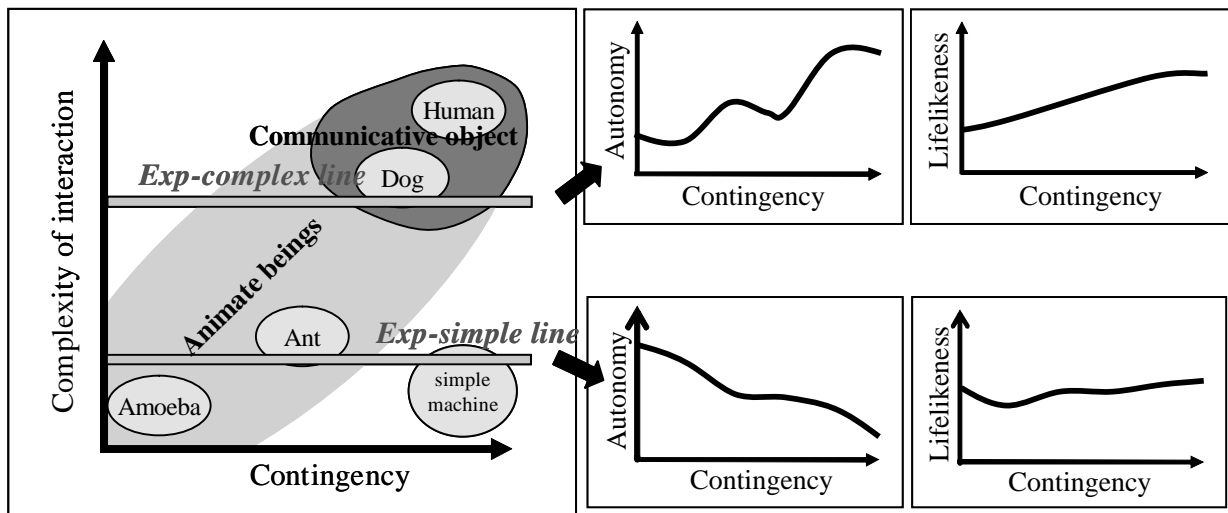 Complexity of interaction
Human
Communicative object
Exp-complex line
Dog
Animate beings
Ant
Exp-simple line
simple
machine
Amoeba
Contingency
Autonomy
Contingency
Lifelikeness
Contingency
Autonomy
Contingency
Lifelikeness
Contingency